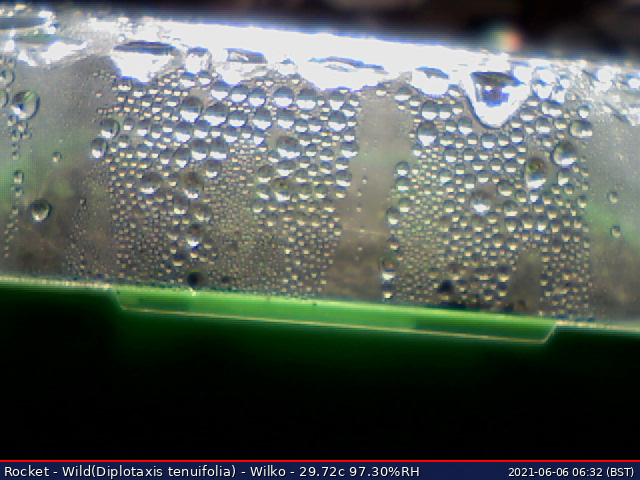 Rocket - Wild(Diplotaxis tenuifolia) - Wilko - 29.72c 97.30%RH
2021-06-06 06:32 (BST)